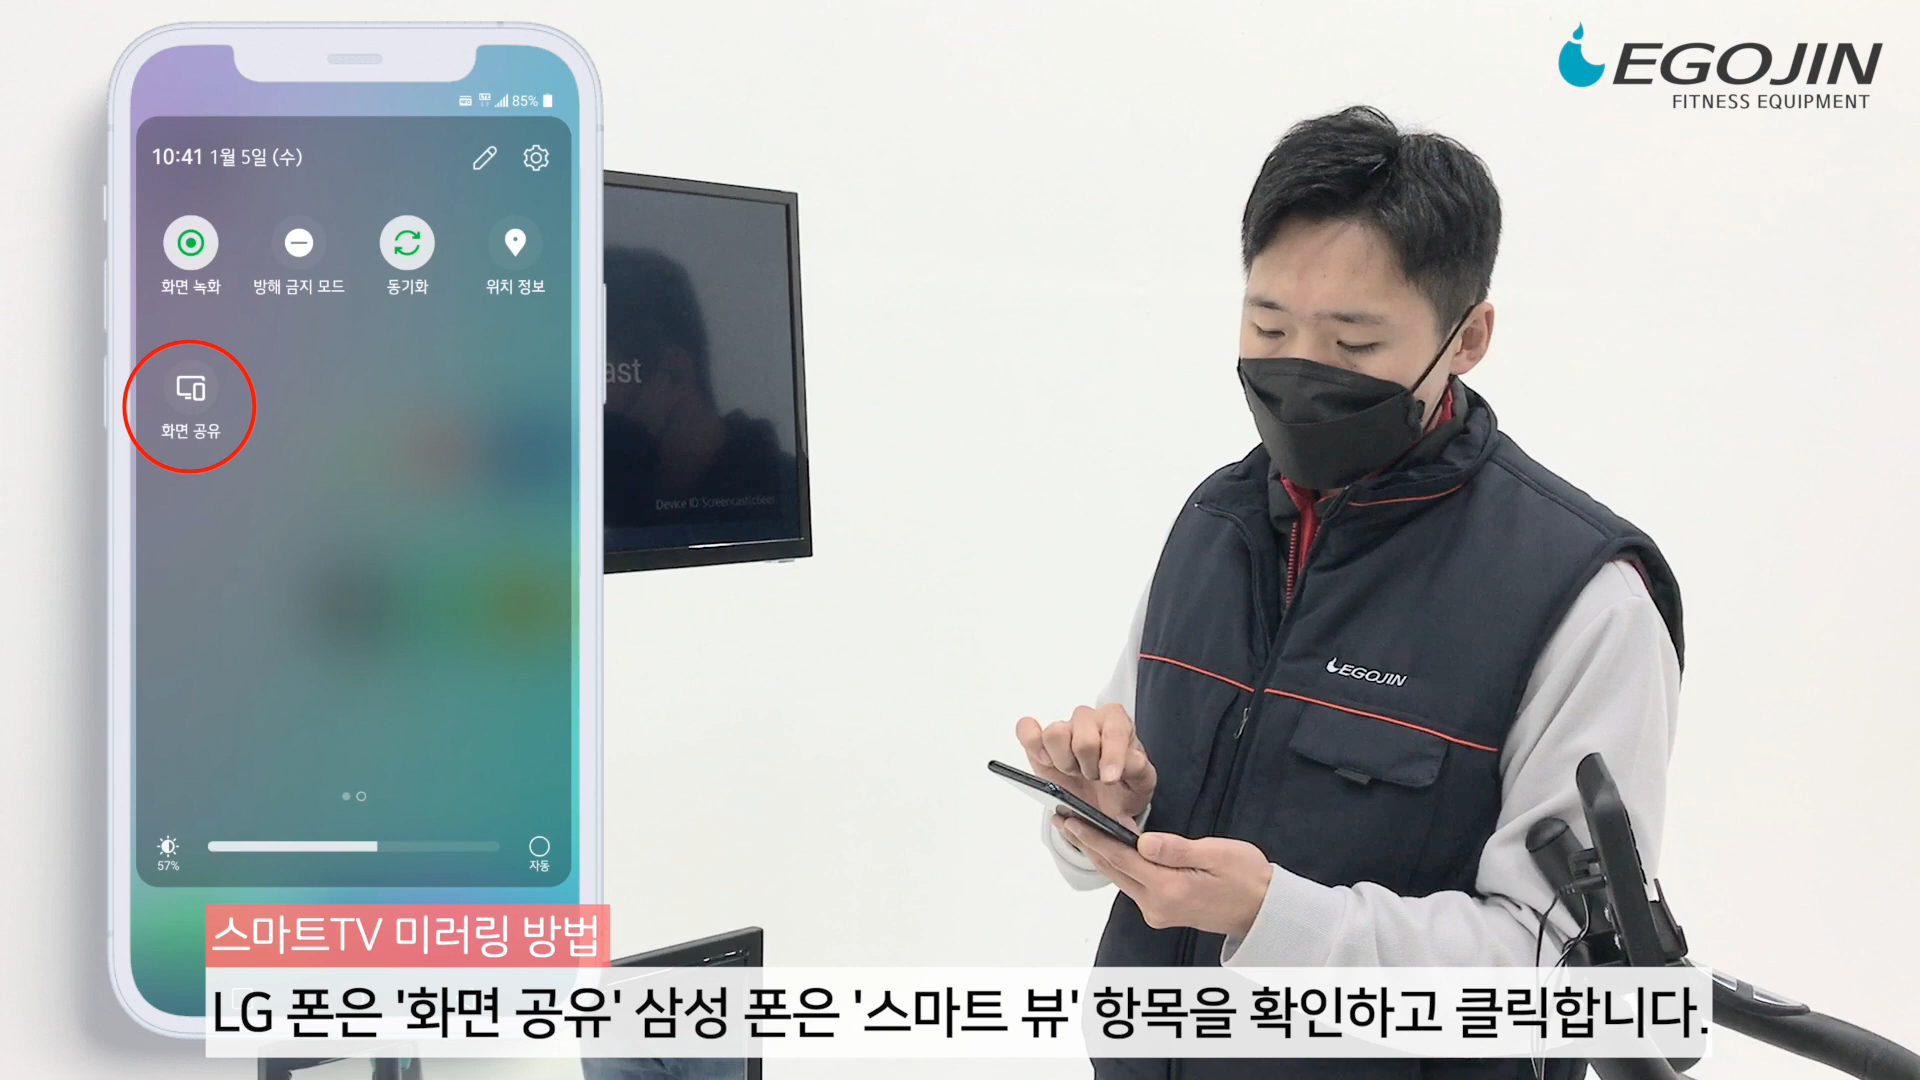 EGOJIN
FITNESS EQUIPMENT
85%
10:41 1월 5일 (수)
화면 녹화
방해 금지 모드
동기화
위치 정보
화면 공유
ast
57%
자동
EGOJIN
스마트TV 미러링 방법
LG 폰은 '화면 공유' 삼성 폰은 '스마트 뷰' 항목을 확인하고 클릭합니다.